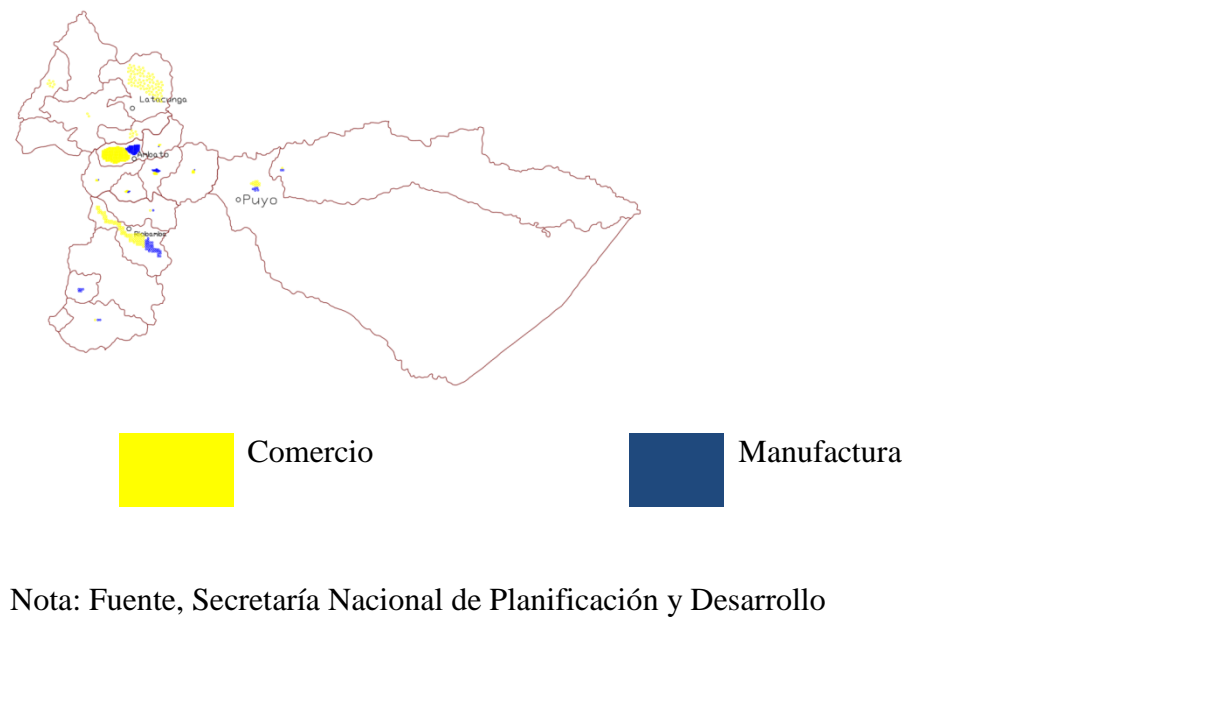 Latacunga
Ambato
Puyo
Riobamba
Comercio
Manufactura
Nota: Fuente, Secretaría Nacional de Planificación y Desarrollo